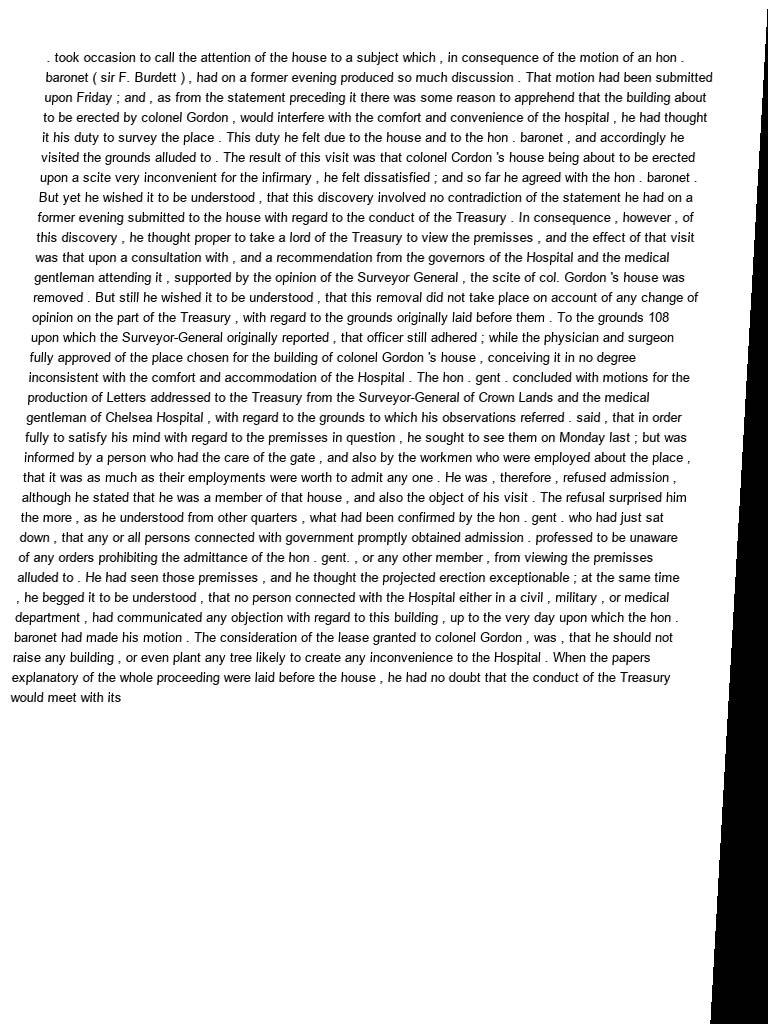 . took occasion to call the attention of the house to a subject which , in consequence of the motion of an hon .
baronet ( sir F. Burdett ) , had on a former evening produced so much discussion . That motion had been submitted
upon Friday ; and , as from the statement preceding it there was some reason to apprehend that the building about
to be erected by colonel Gordon , would interfere with the comfort and convenience of the hospital , he had thought
it his duty to survey the place . This duty he felt due to the house and to the hon . baronet , and accordingly he
visited the grounds alluded to . The result of this visit was that colonel Cordon 's house being about to be erected
upon a scite very inconvenient for the infirmary , he felt dissatisfied ; and so far he agreed with the hon . baronet .
But yet he wished it to be understood , that this discovery involved no contradiction of the statement he had on a
former evening submitted to the house with regard to the conduct of the Treasury . In consequence , however , of
this discovery , he thought proper to take a lord of the Treasury to view the premisses , and the effect of that visit
was that upon a consultation with , and a recommendation from the governors of the Hospital and the medical
gentleman attending it , supported by the opinion of the Surveyor General , the scite of col. Gordon 's house was
removed . But still he wished it to be understood , that this removal did not take place on account of any change of
opinion on the part of the Treasury , with regard to the grounds originally laid before them . To the grounds 108
upon which the Surveyor-General originally reported , that officer still adhered ; while the physician and surgeon
fully approved of the place chosen for the building of colonel Gordon 's house , conceiving it in no degree
inconsistent with the comfort and accommodation of the Hospital . The hon . gent . concluded with motions for the
production of Letters addressed to the Treasury from the Surveyor-General of Crown Lands and the medical
gentleman of Chelsea Hospital , with regard to the grounds to which his observations referred . said , that in order
fully to satisfy his mind with regard to the premisses in question , he sought to see them on Monday last ; but was
informed by a person who had the care of the gate , and also by the workmen who were employed about the place ,
that it was as much as their employments were worth to admit any one . He was , therefore , refused admission ,
although he stated that he was a member of that house , and also the object of his visit . The refusal surprised him
the more , as he understood from other quarters , what had been confirmed by the hon . gent . who had just sat
down , that any or all persons connected with government promptly obtained admission . professed to be unaware
of any orders prohibiting the admittance of the hon . gent. , or any other member , from viewing the premisses
alluded to . He had seen those premisses , and he thought the projected erection exceptionable ; at the same time
, he begged it to be understood , that no person connected with the Hospital either in a civil , military , or medical
department , had communicated any objection with regard to this building , up to the very day upon which the hon .
baronet had made his motion . The consideration of the lease granted to colonel Gordon , was , that he should not
raise any building , or even plant any tree likely to create any inconvenience to the Hospital . When the papers
explanatory of the whole proceeding were laid before the house , he had no doubt that the conduct of the Treasury
would meet with its